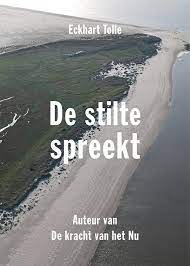 Eckhart Tolle
De stilte
spreekt
Auteur van
De kracht van het Nu